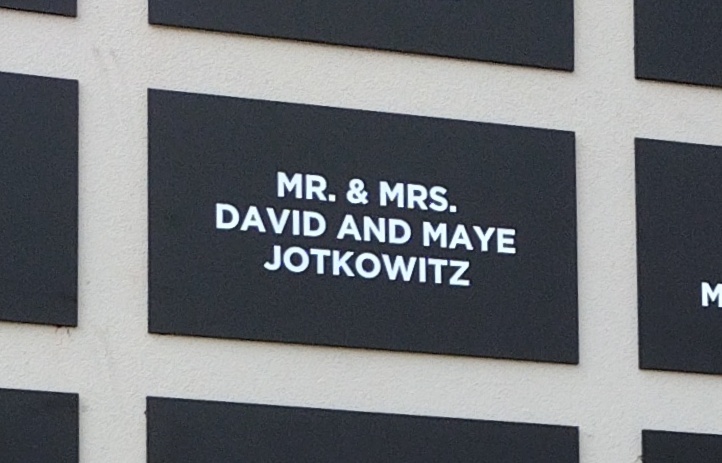 MR. & MRS.
DAVID AND MAYE
JOTKOWITZ